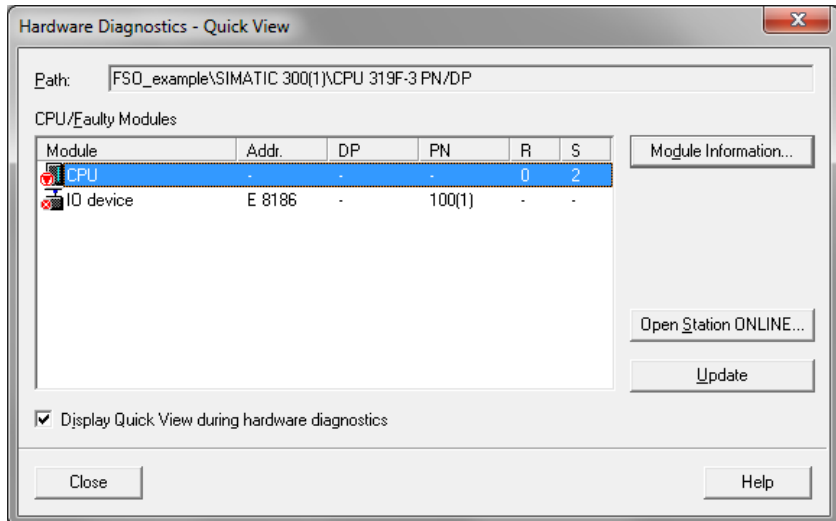 Hardware Diagnostics - Quick View
Path: FSO_example\SIMATIC 300(1)\CPU 319F-3 PN/DP
CPU/Faulty Modules
Module Addr. DP PN R S
CPU - - - 0 2
IO device E 8186 - 100(1) - -
Module Information...
Open Station ONLINE...
Update
Display Quick View during hardware diagnostics
Close Help